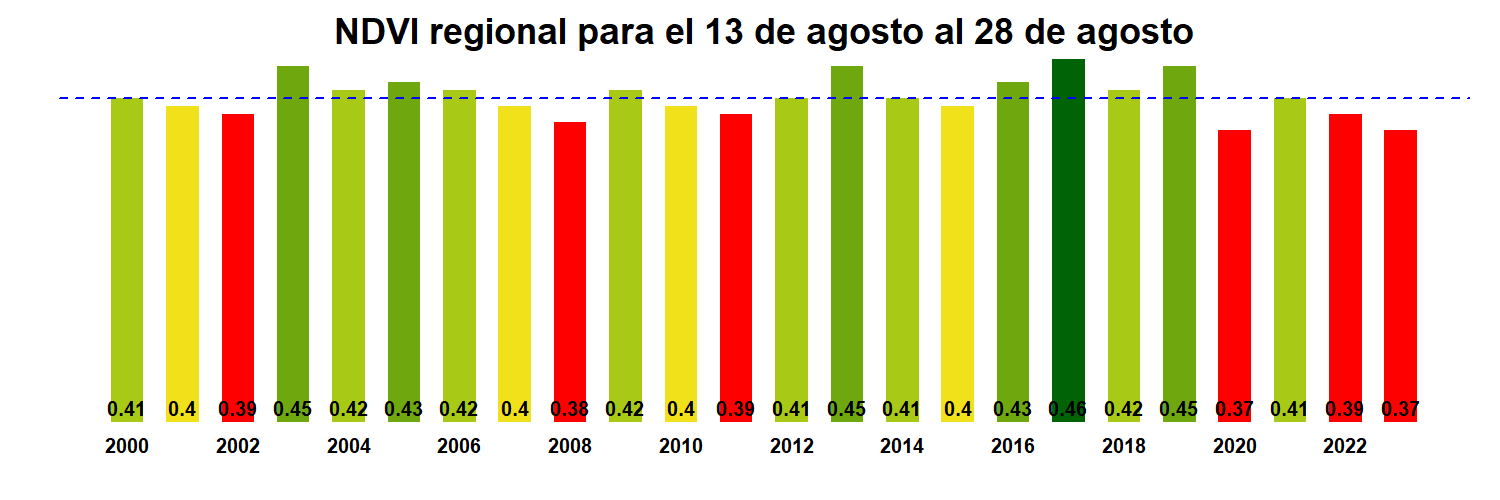 NDVI regional para el 13 de agosto al 28 de agosto
0.41 0.4 0.39 0.45 0.42 0.43 0.42 0.4 0.38 0.42 0.4 0.39 0.41 0.45 0.41 0.4 0.43 0.46 0.42 0.45 0.37 0.41 0.39 0.37
2000 2002 2004 2006 2008 2010 2012 2014 2016 2018 2020 2022